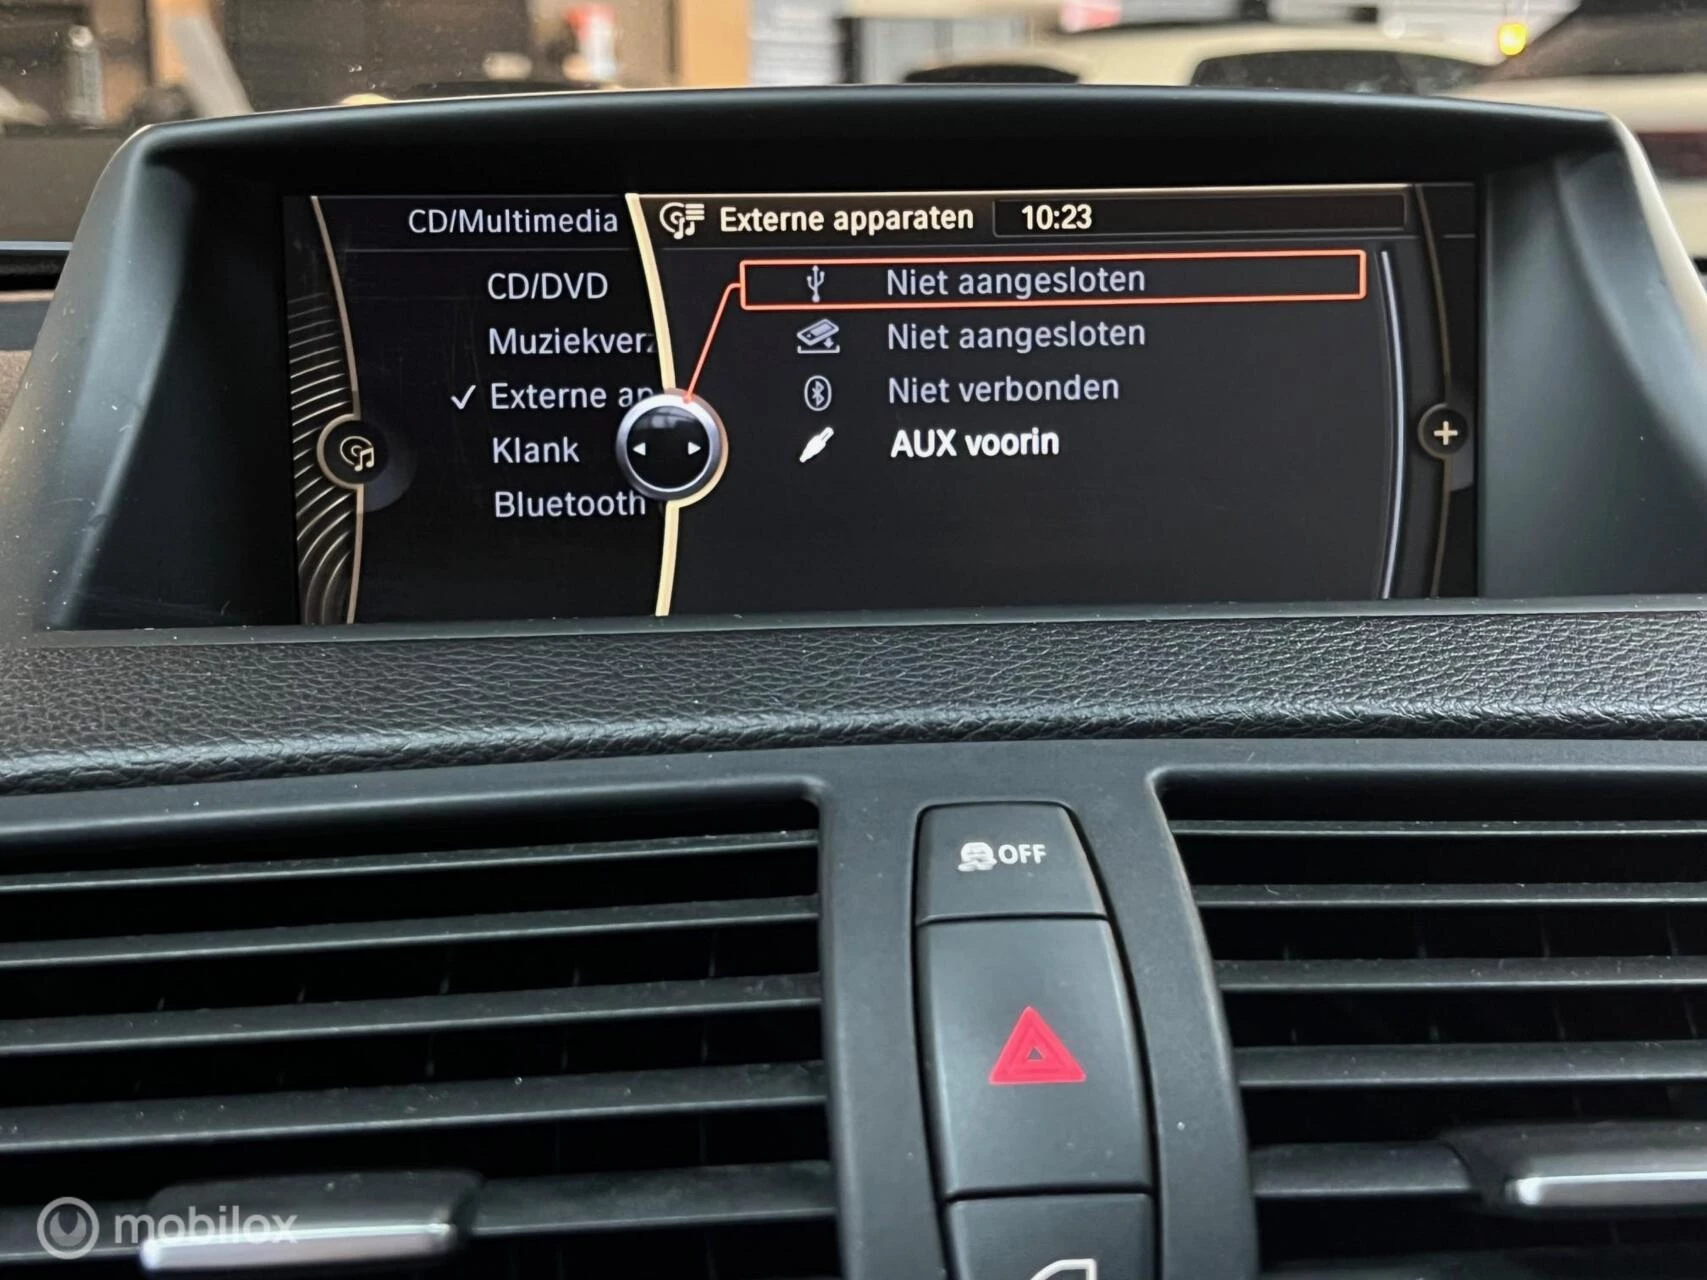 CD/Multimedia
Externe apparaten
10:23
CD/DVD
Muziekver
✓ Externe ap
Klank
Bluetooth
Niet aangesloten
Niet aangesloten
Niet verbonden
AUX voorin
OFF
mobilox